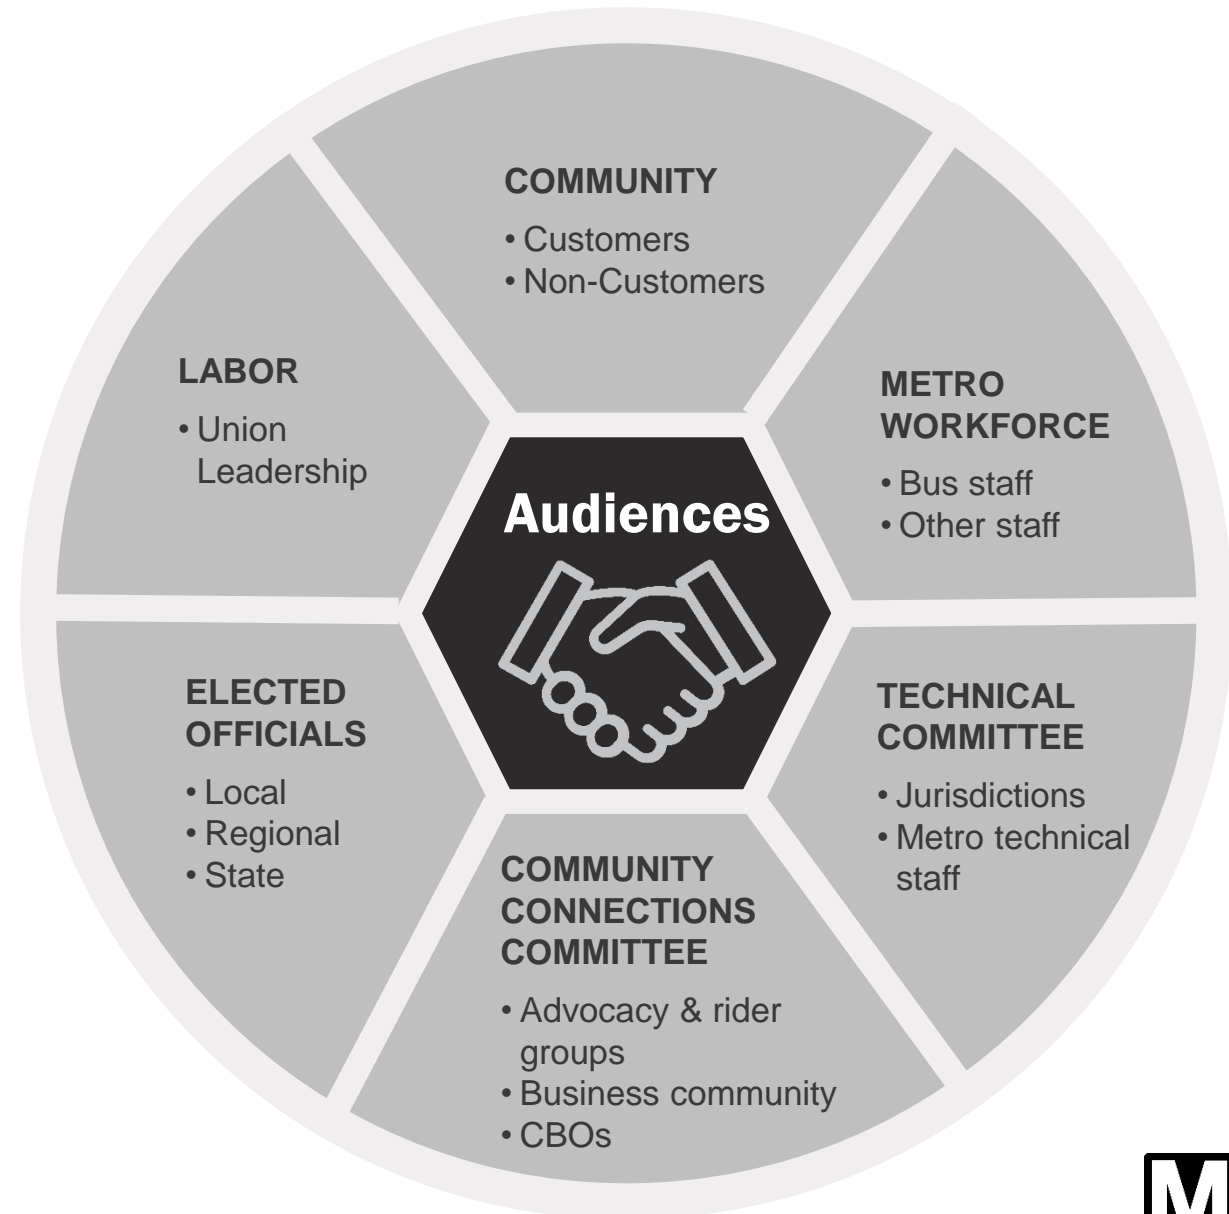 COMMUNITY
• Customers
• Non-Customers
LABOR
• Union
Leadership
METRO
WORKFORCE
• Bus staff
• Other staff
Audiences
ELECTED
OFFICIALS
• Local
• Regional
• State
TECHNICAL
COMMITTEE
• Jurisdictions
• Metro technical
staff
COMMUNITY
CONNECTIONS
COMMITTEE
• Advocacy & rider
groups
• Business community
• CBOs
M